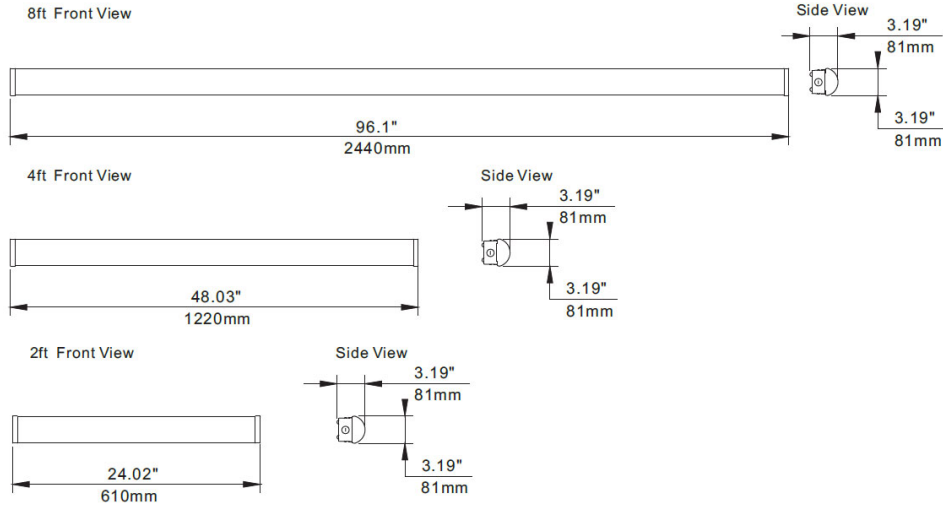 8ft Front View
Side View
3.19"
81mm
96.1"
2440mm
3.19"
81mm
4ft Front View
Side View
3.19"
81mm
48.03"
1220mm
3.19"
81mm
2ft Front View
Side View
3.19"
81mm
24.02"
610mm
3.19"
81mm